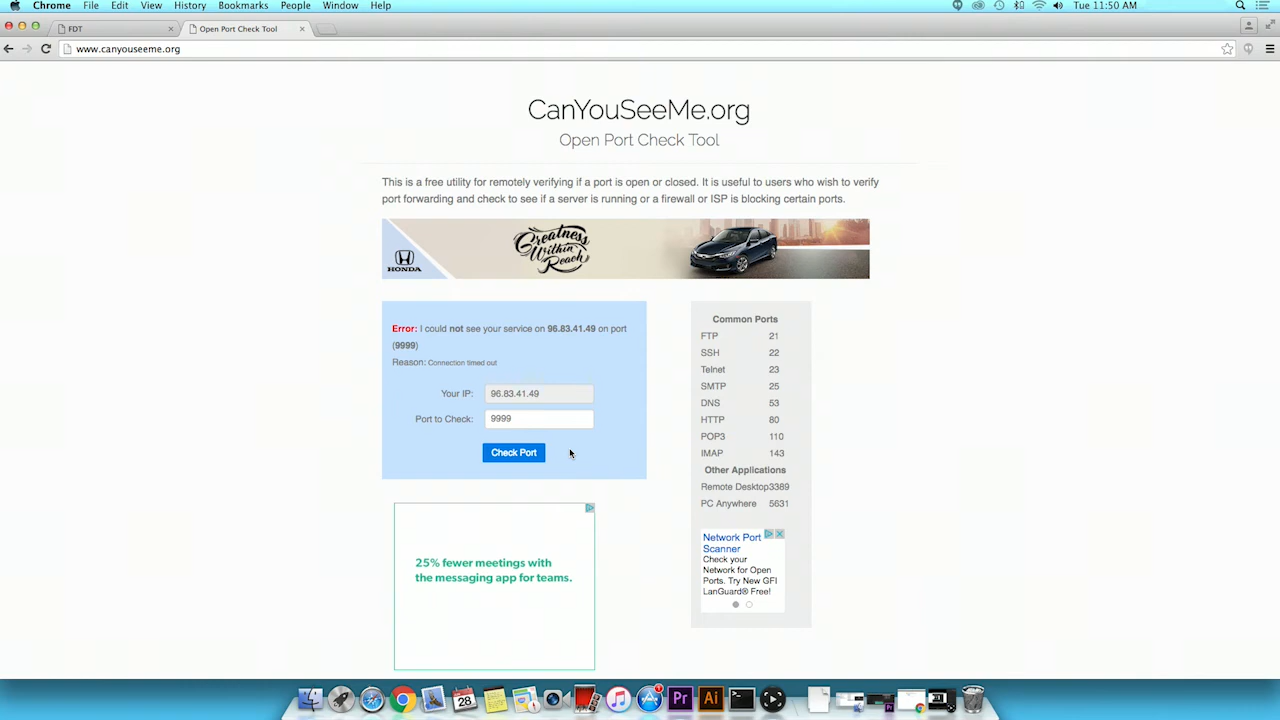 Chrome File Edit View History Bookmarks People Window Help Tue 11:50 AM
FDT Open Port Check Tool
www.canyouseeme.org
CanYouSeeMe.org
Open Port Check Tool
This is a free utility for remotely verifying if a port is open or closed. It is useful to users who wish to verify
port forwarding and check to see if a server is running or a firewall or ISP is blocking certain ports.
Greatness
Within
Reach
HONDA
Error: I could not see your service on 96.83.41.49 on port
(9999)
Reason: Connection timed out
Your IP: 96.83.41.49
Port to Check: 9999
Check Port
25% fewer meetings with
the messaging app for teams.
Common Ports
FTP 21
SSH 22
Telnet 23
SMTP 25
DNS 53
HTTP 80
POP3 110
IMAP 143
Other Applications
Remote Desktop3389
PC Anywhere 5631
Network Port
Scanner
Check your
Network for Open
Ports. Try New GFI
LanGuard® Free!
28
1
Pr
Ai